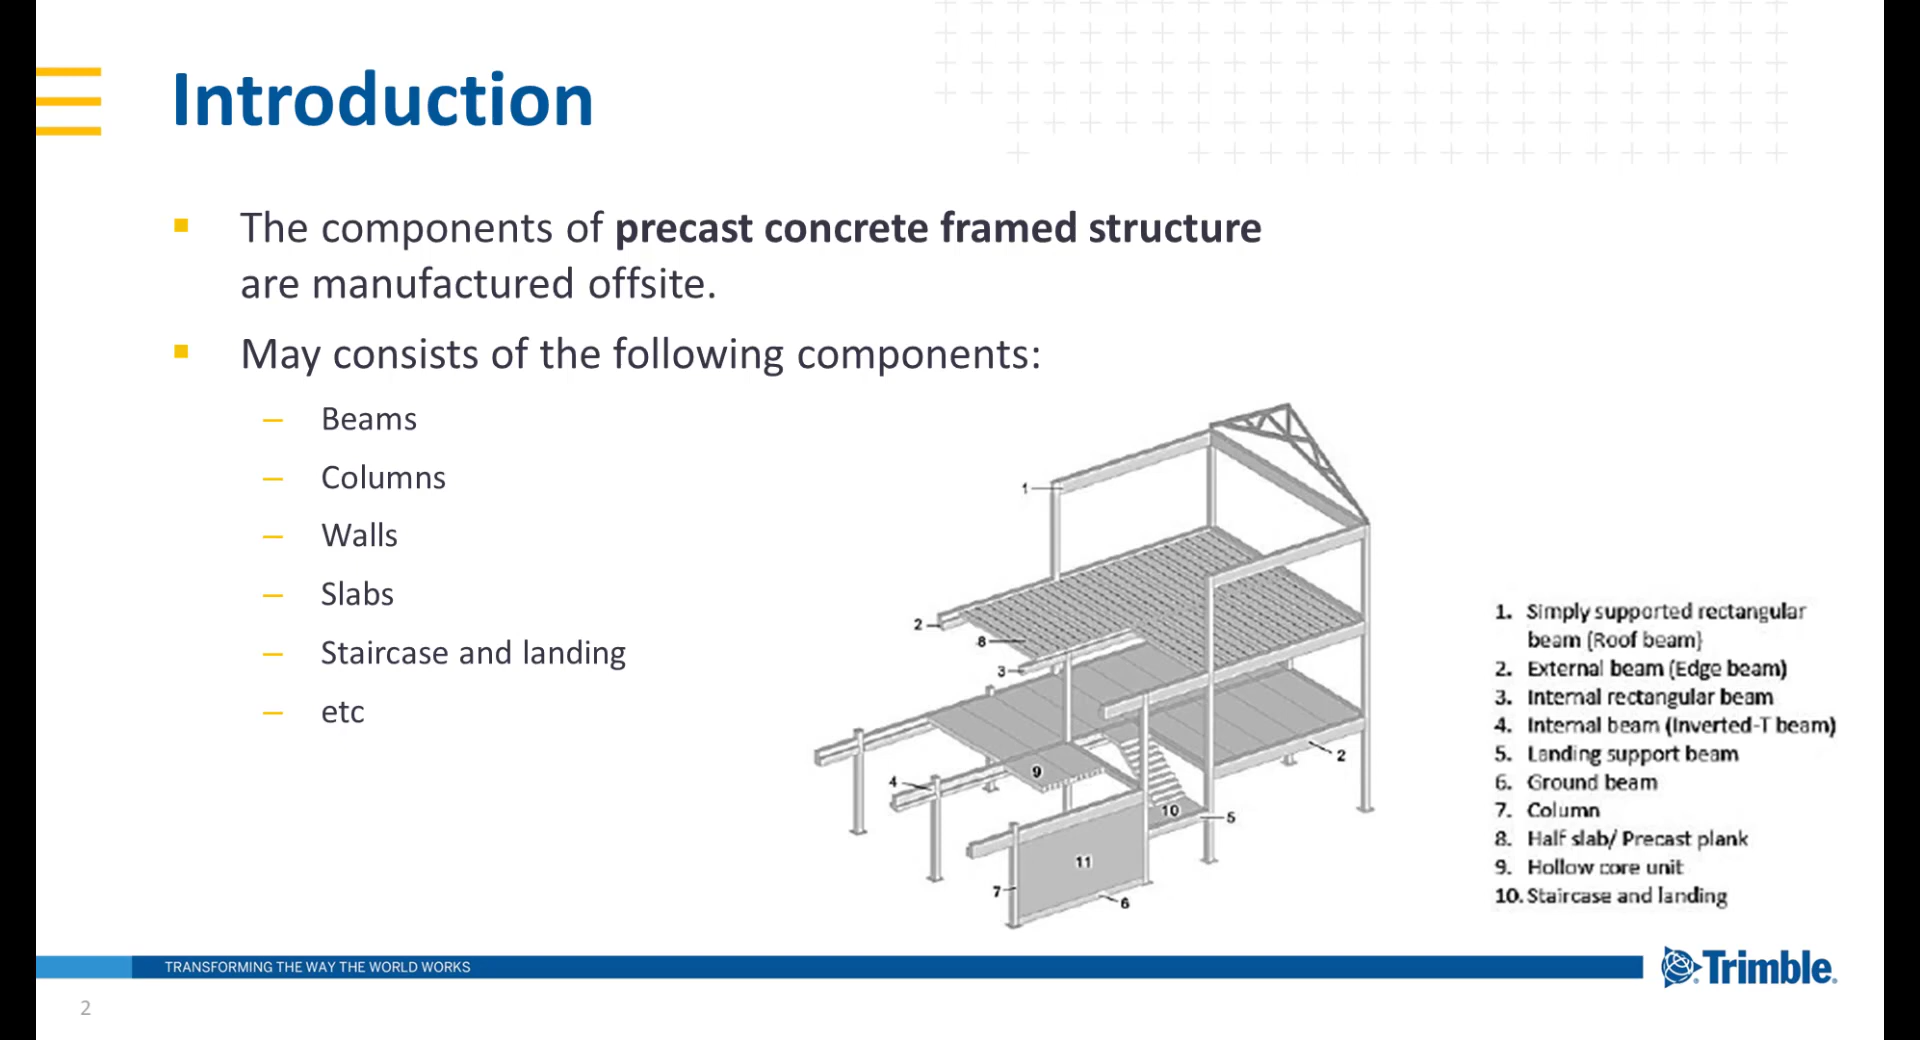 Introduction
The components of precast concrete framed structure
are manufactured offsite.
May consists of the following components:
– Beams
– Columns
– Walls
– Slabs
– Staircase and landing
– etc
1
2
8
3
2
9
4
10
5
11
7
6
1. Simply supported rectangular
beam (Roof beam)
2. External beam (Edge beam)
3. Internal rectangular beam
4. Internal beam (Inverted-T beam)
5. Landing support beam
6. Ground beam
7. Column
8. Half slab/ Precast plank
9. Hollow core unit
10. Staircase and landing
TRANSFORMING THE WAY THE WORLD WORKS
Trimble.
2